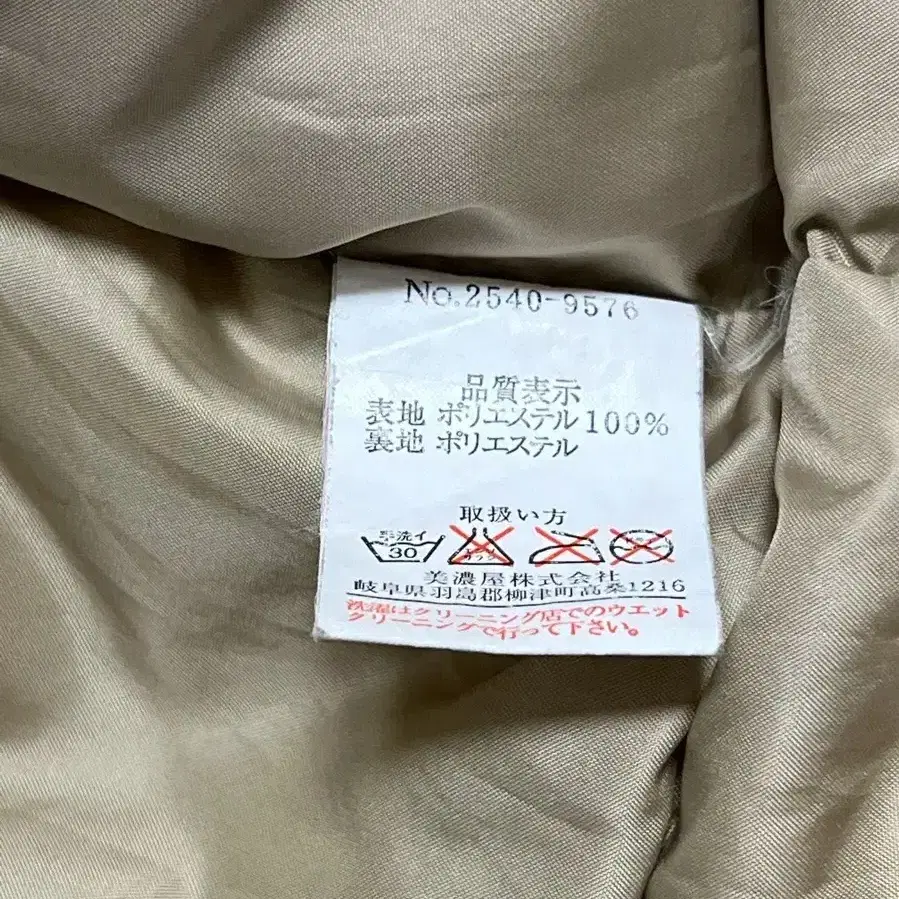 No.2540-9576
品質表示
表地 ポリエステル 100%
裏地 ポリエステル
取扱い方
手洗イ
30
美濃屋株式会社
岐阜県羽島郡柳津町高桑1216
洗濯はクリーニング店でのウエット
クリーニングで行って下さい。